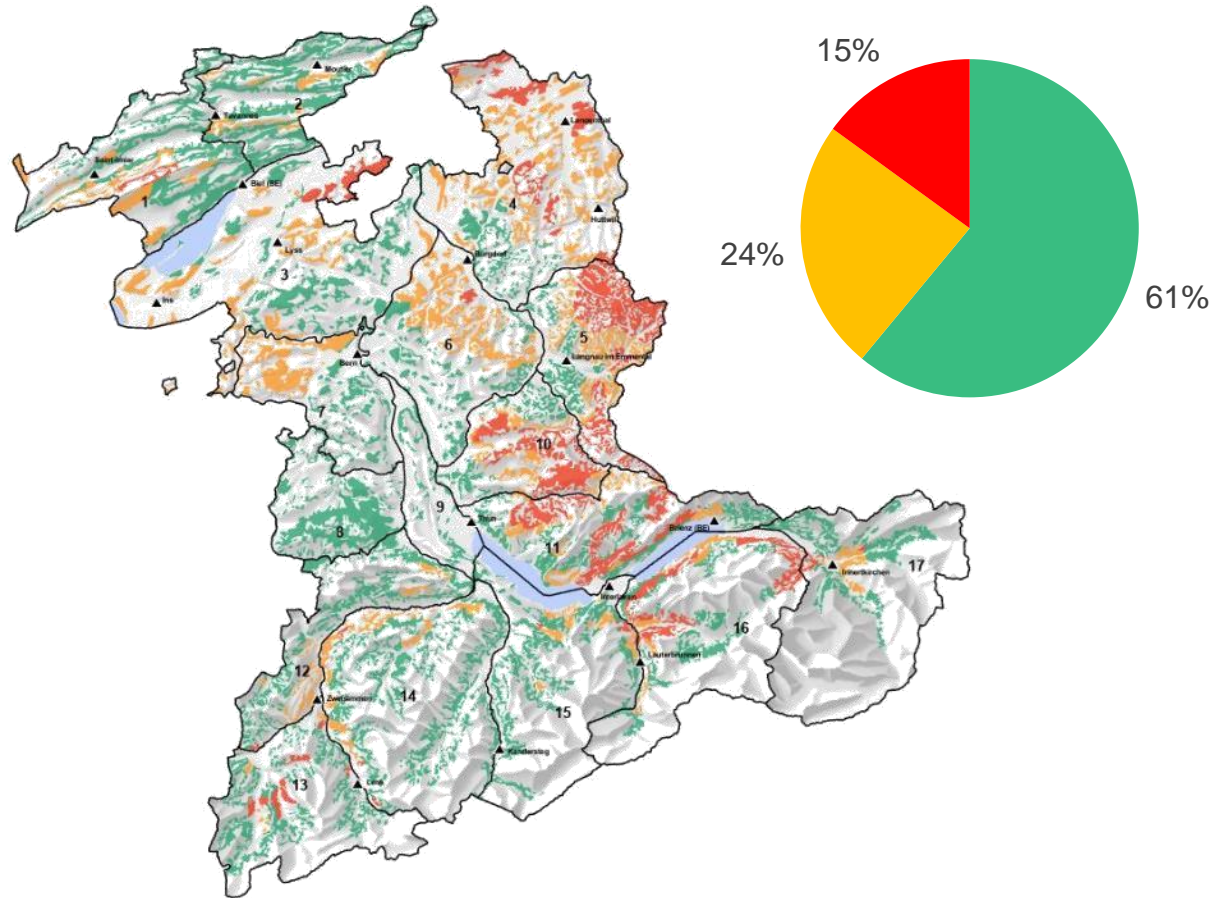 15%
24%
61%
Moutier
2
Tavannes
Saint-Imier
1
Biel (BE)
Langenthal
4
Huttwil
Lyss
3
Burgdorf
Ins
5
6
Langnau im Emmental
Bern
7
10
8
9
Thun
Brienz (BE)
11
Innertkirchen
17
Interlaken
16
Lauterbrunnen
12
Zweisimmen
14
15
Kandersteg
13
Lenk